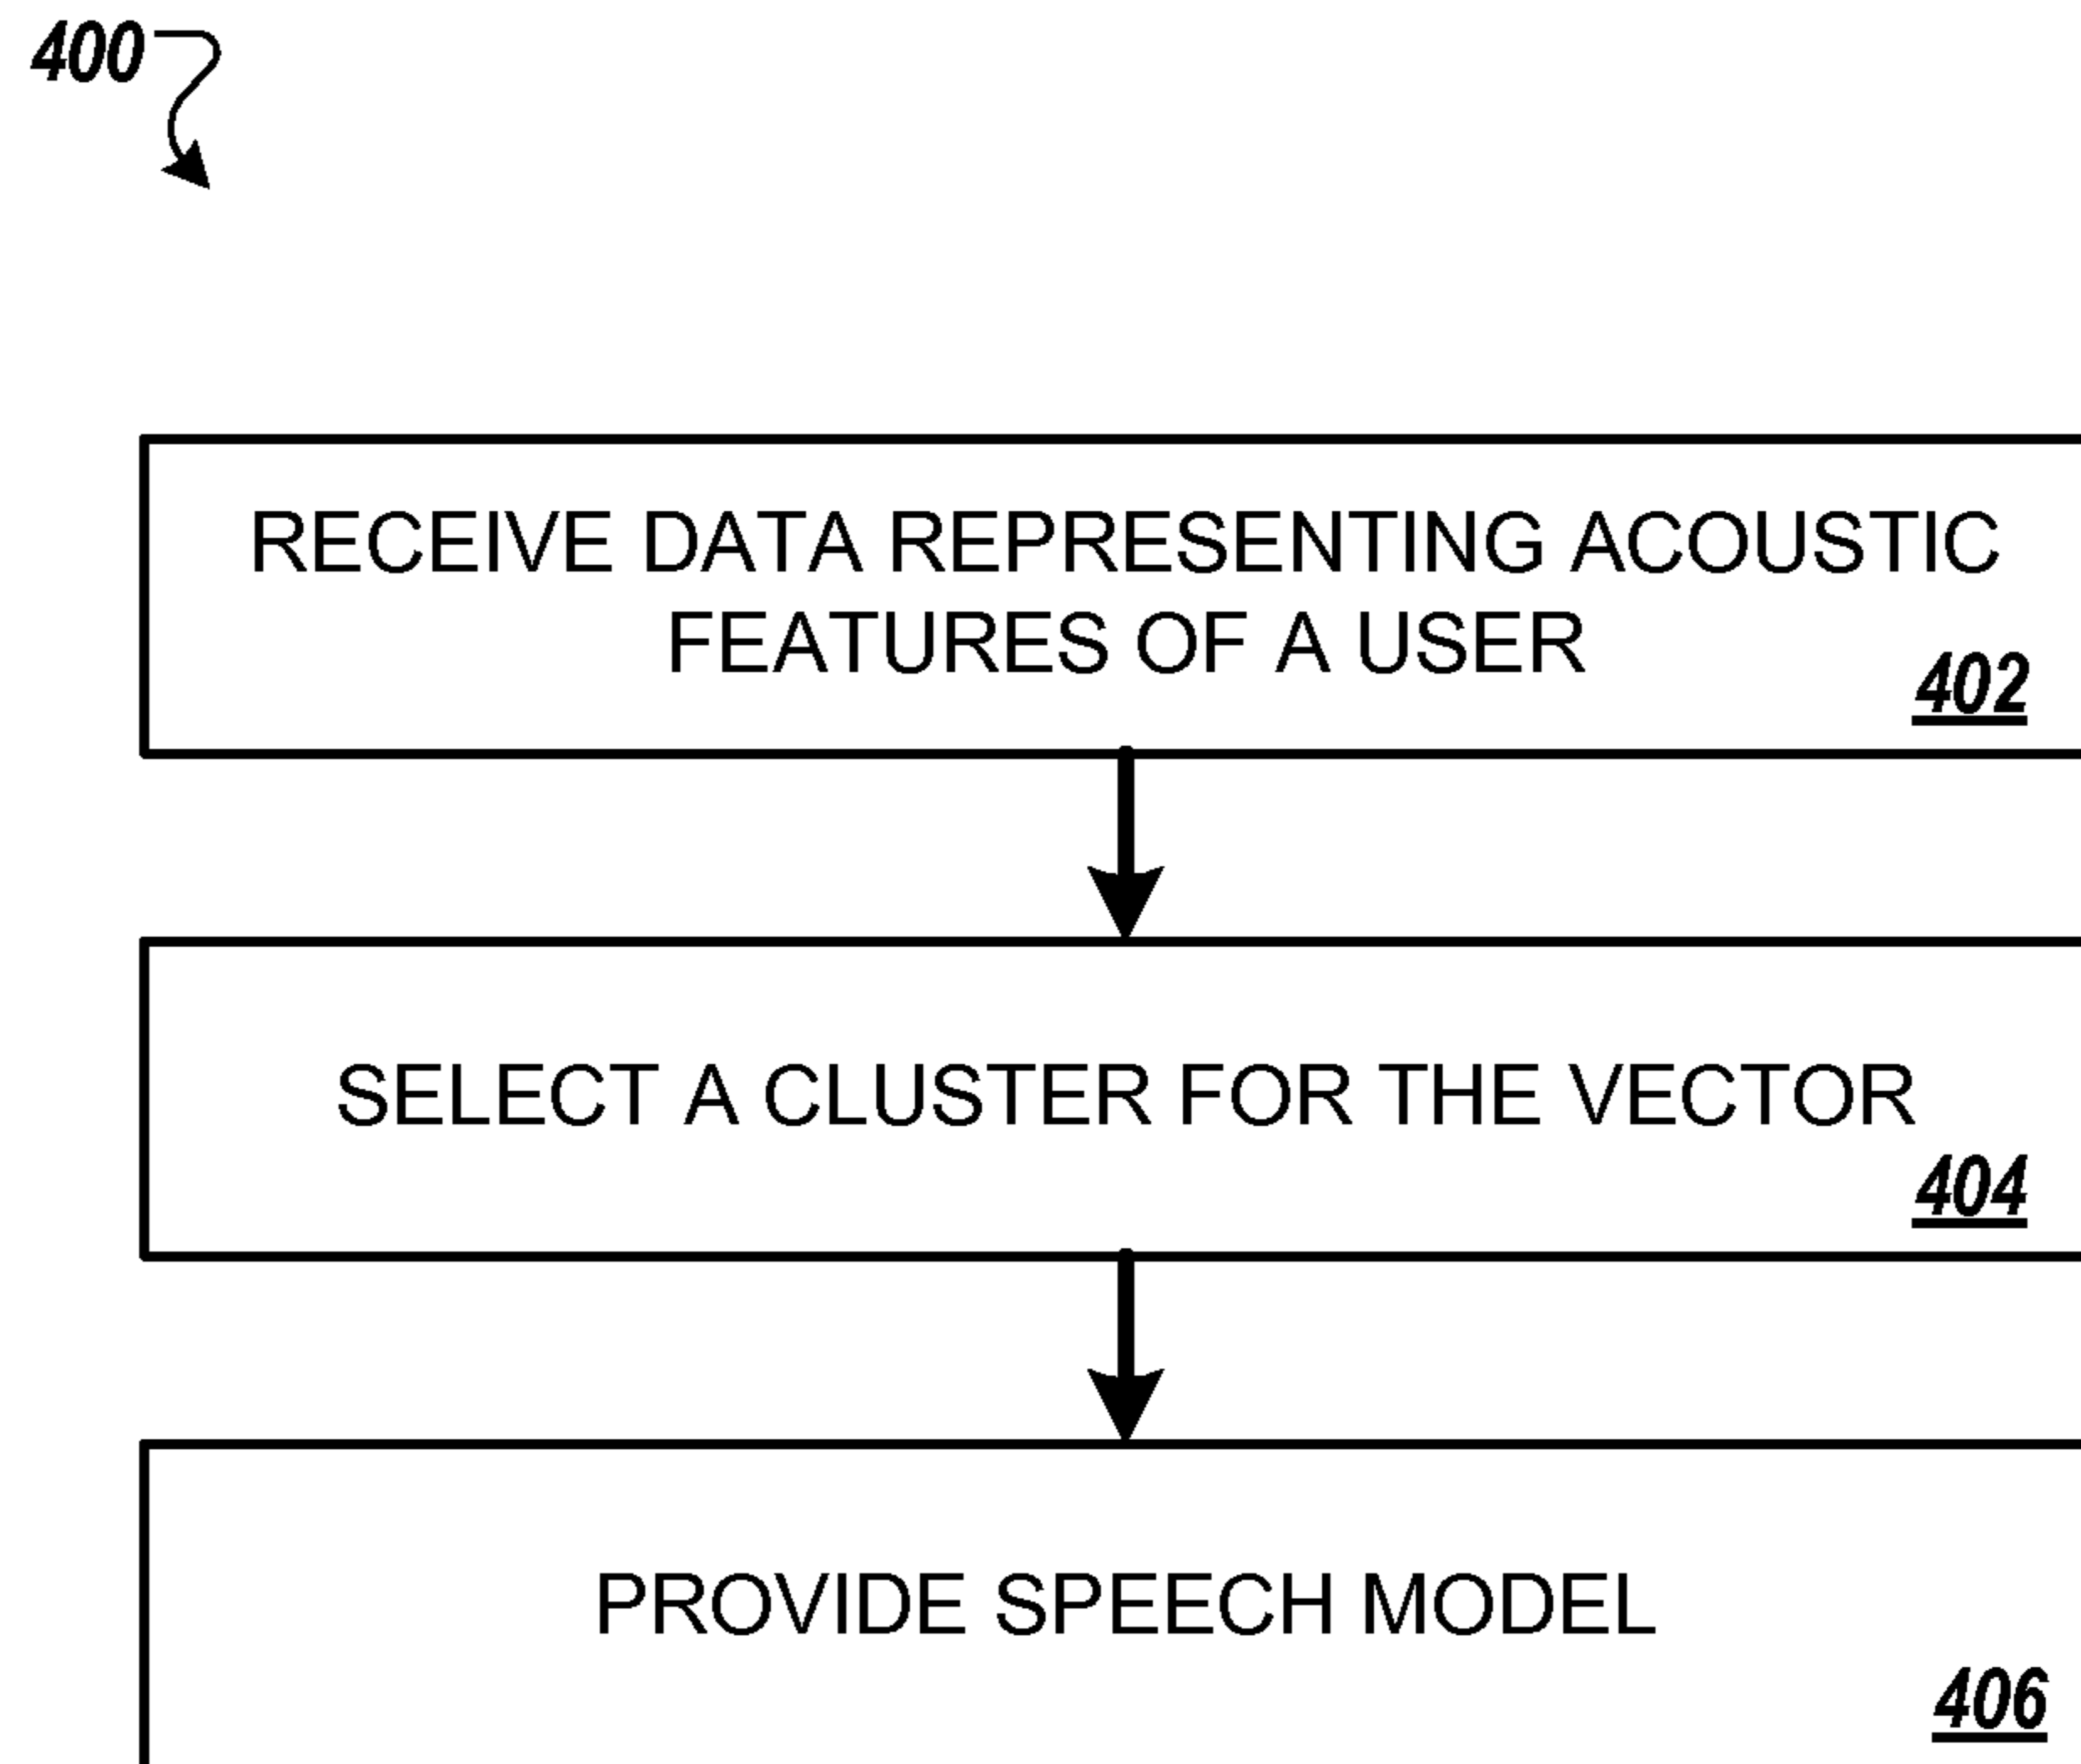 400
RECEIVE DATA REPRESENTING ACOUSTIC
FEATURES OF A USER
402
SELECT A CLUSTER FOR THE VECTOR
404
PROVIDE SPEECH MODEL
406